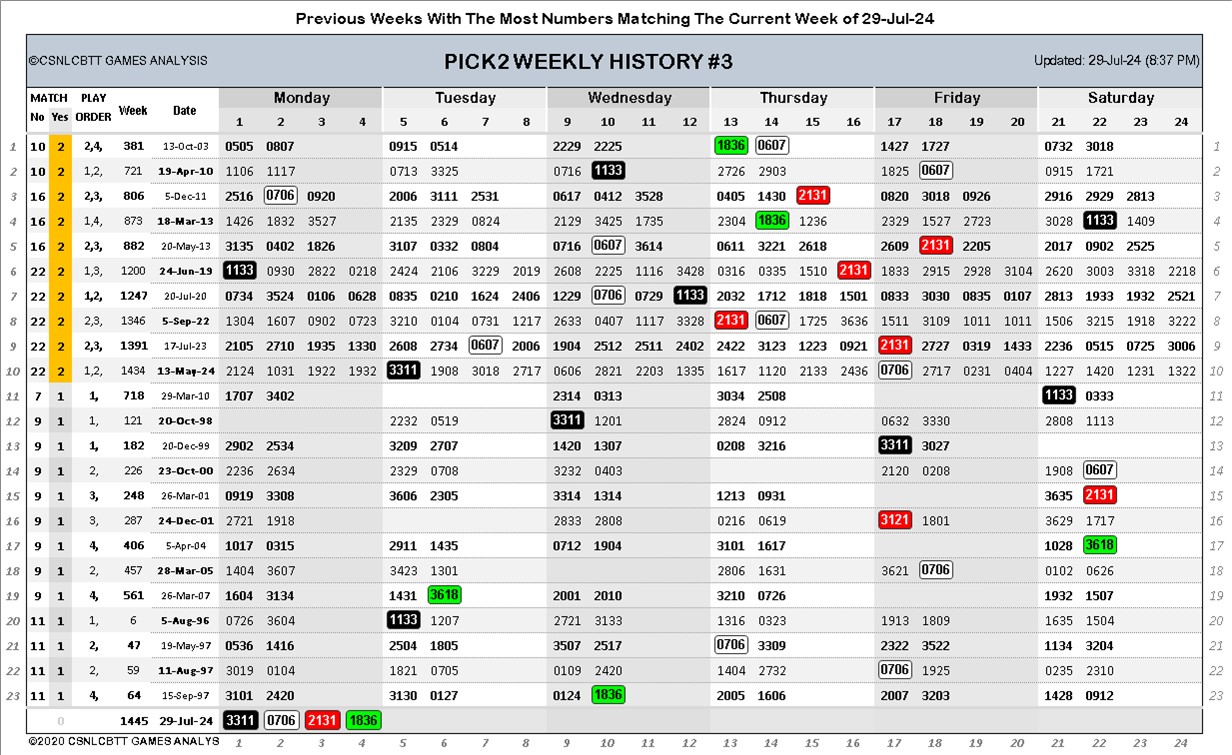 Previous Weeks With The Most Numbers Matching The Current Week of 29-Jul-24
©CSNLCBTT GAMES ANALYSIS PICK2 WEEKLY HISTORY #3 Updated: 29-Jul-24 (8:37 PM)
MATCH PLAY Week Date Monday Tuesday Wednesday Thursday Friday Saturday
No Yes ORDER 1 2 3 4 5 6 7 8 9 10 11 12 13 14 15 16 17 18 19 20 21 22 23 24
1 10 2 2,4, 381 13-Oct-03 0505 0807 0915 0514 2229 2225 1836 0607 1427 1727 0732 3018 1
2 10 2 1,2, 721 19-Apr-10 1106 1117 0713 3325 0716 1133 2726 2903 1825 0607 0915 1721 2
3 16 2 2,3, 806 5-Dec-11 2516 0706 0920 2006 3111 2531 0617 0412 3528 0405 1430 2131 0820 3018 0926 2916 2929 2813 3
4 16 2 1,4, 873 18-Mar-13 1426 1832 3527 2135 2329 0824 2129 3425 1735 2304 1836 1236 2329 1527 2723 3028 1133 1409 4
5 16 2 2,3, 882 20-May-13 3135 0402 1826 3107 0332 0804 0716 0607 3614 0611 3221 2618 2609 2131 2205 2017 0902 2525 5
6 22 2 1,3, 1200 24-Jun-19 1133 0930 2822 0218 2424 2106 3229 2019 2608 2225 1116 3428 0316 0335 1510 2131 1833 2915 2928 3104 2620 3003 3318 2218 6
7 22 2 1,2, 1247 20-Jul-20 0734 3524 0106 0628 0835 0210 1624 2406 1229 0706 0729 1133 2032 1712 1818 1501 0833 3030 0835 0107 2813 1933 1932 2521 7
8 22 2 2,3, 1346 5-Sep-22 1304 1607 0902 0723 3210 0104 0731 1217 2633 0407 1117 3328 2131 0607 1725 3636 1511 3109 1011 1011 1506 3215 1918 3222 8
9 22 2 2,3, 1391 17-Jul-23 2105 2710 1935 1330 2608 2734 0607 2006 1904 2512 2511 2402 2422 3123 1223 0921 2131 2727 0319 1433 2236 0515 0725 3006 9
10 22 2 1,2, 1434 13-May-24 2124 1031 1922 1932 3311 1908 3018 2717 0606 2821 2203 1335 1617 1120 2133 2436 0706 2717 0231 0404 1227 1420 1231 1322 10
11 7 1 1, 718 29-Mar-10 1707 3402 2314 0313 3034 2508 1133 0333 11
12 9 1 1, 121 20-Oct-98 2232 0519 3311 1201 2824 0912 0632 3330 2808 1113 12
13 9 1 1, 182 20-Dec-99 2902 2534 3209 2707 1420 1307 0208 3216 3311 3027 13
14 9 1 2, 226 23-Oct-00 2236 2634 2329 0708 3232 0403 2120 0208 1908 0607 14
15 9 1 3, 248 26-Mar-01 0919 3308 3606 2305 3314 1314 1213 0931 3635 2131 15
16 9 1 3, 287 24-Dec-01 2721 1918 2833 2808 0216 0619 3121 1801 3629 1717 16
17 9 1 4, 406 5-Apr-04 1017 0315 2911 1435 0712 1904 3101 1617 1028 3618 17
18 9 1 2, 457 28-Mar-05 1404 3607 3423 1301 2806 1631 3621 0706 0102 0626 18
19 9 1 4, 561 26-Mar-07 1604 3134 1431 3618 2001 2010 3210 0726 1932 1507 19
20 11 1 1, 6 5-Aug-96 0726 3604 1133 1207 2721 3133 1316 0323 1913 1809 1635 1504 20
21 11 1 2, 47 19-May-97 0536 1416 2504 1805 3507 2517 0706 3309 2322 3522 1134 3204 21
22 11 1 2, 59 11-Aug-97 3019 0104 1821 0705 0109 2420 1404 2732 0706 1925 0235 2310 22
23 11 1 4, 64 15-Sep-97 3101 2420 3130 0127 0124 1836 2005 1606 2007 3203 1428 0912 23
0 1445 29-Jul-24 3311 0706 2131 1836
©2020 CSNLCBTT GAMES ANALYS 1 2 3 4 5 6 7 8 9 10 11 12 13 14 15 16 17 18 19 20 21 22 23 24